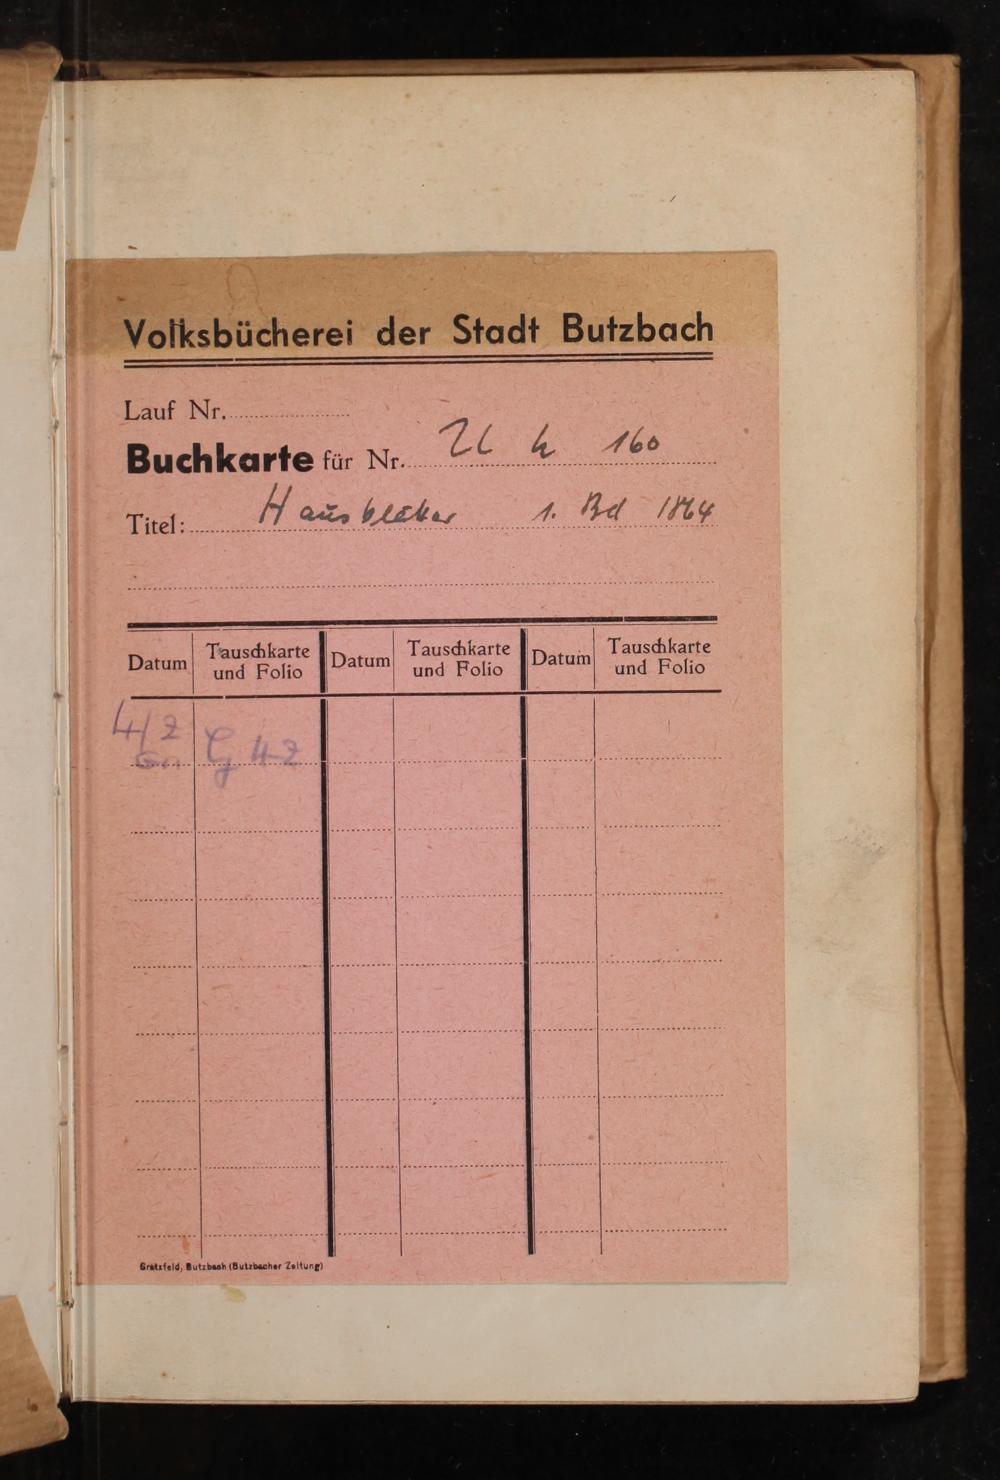 Volksbücherei der Stadt Butzbach
Lauf Nr.
Buchkarte für Nr. U h 160
Titel: Hausblätter 1. Bd 1864
Datum Tauschkarte und Folio Datum Tauschkarte und Folio Datum Tauschkarte und Folio
4/2 G 42
Gratzfeld, Butzbach (Butzbacher Zeitung)